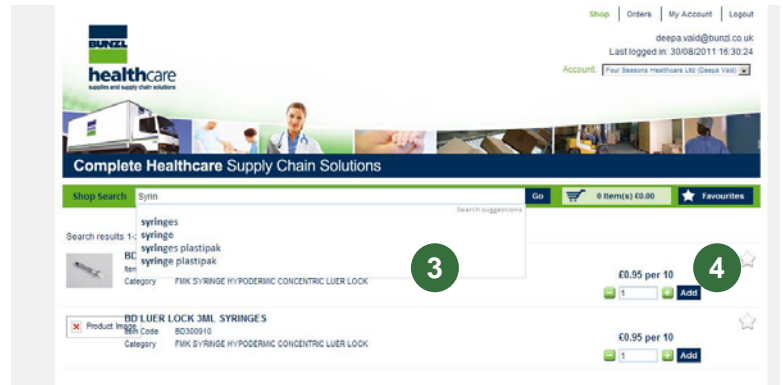 Shop | Orders | My Account | Logout
deepa.vaid@bunzl.co.uk
Last logged in: 30/08/2011 16:30:24
Account: Four Seasons Healthcare Ltd (Deepa Vaid)
BUNZL
healthcare
supplies and supply chain solutions
Complete Healthcare Supply Chain Solutions
Shop Search Syrin Go 0 Item(s) £0.00 Favourites
Search suggestions
syringes
syringe
syringes plastipak
syringe plastipak
Search results 1-
BD
Item
Category FMK SYRINGE HYPODERMIC CONCENTRIC LUER LOCK
3
£0.95 per 10
4
1 Add
Product Image
BD LUER LOCK 3ML SYRINGES
Item Code BD300910
Category FMK SYRINGE HYPODERMIC CONCENTRIC LUER LOCK
£0.95 per 10
1 Add